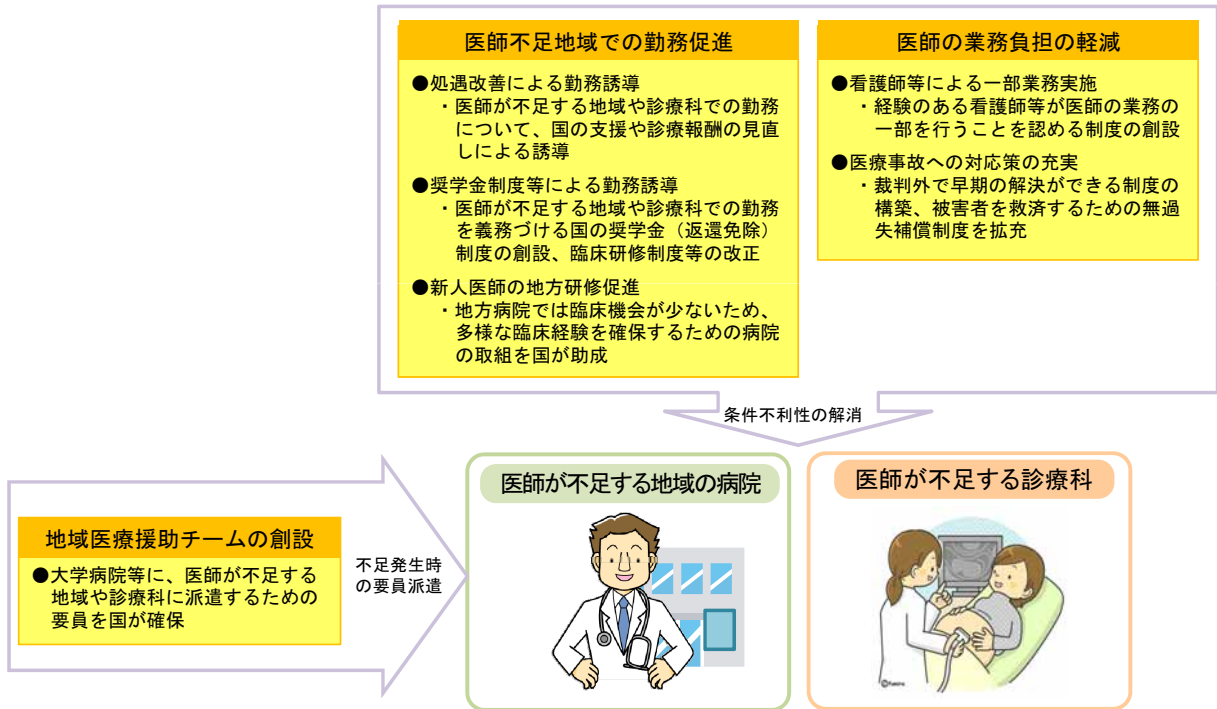 医師不足地域での勤務促進
●処遇改善による勤務誘導
・医師が不足する地域や診療科での勤務
について、国の支援や診療報酬の見直
しによる誘導
●奨学金制度等による勤務誘導
・医師が不足する地域や診療科での勤務
を義務づける国の奨学金（返還免除）
制度の創設、臨床研修制度等の改正
●新人医師の地方研修促進
・地方病院では臨床機会が少ないため、
多様な臨床経験を確保するための病院
の取組を国が助成
医師の業務負担の軽減
●看護師等による一部業務実施
・経験のある看護師等が医師の業務の
一部を行うことを認める制度の創設
●医療事故への対応策の充実
・裁判外で早期の解決ができる制度の
構築、被害者を救済するための無過
失補償制度を拡充
条件不利性の解消
地域医療援助チームの創設
●大学病院等に、医師が不足する
地域や診療科に派遣するための
要員を国が確保
不足発生時
の要員派遣
医師が不足する地域の病院
医師が不足する診療科